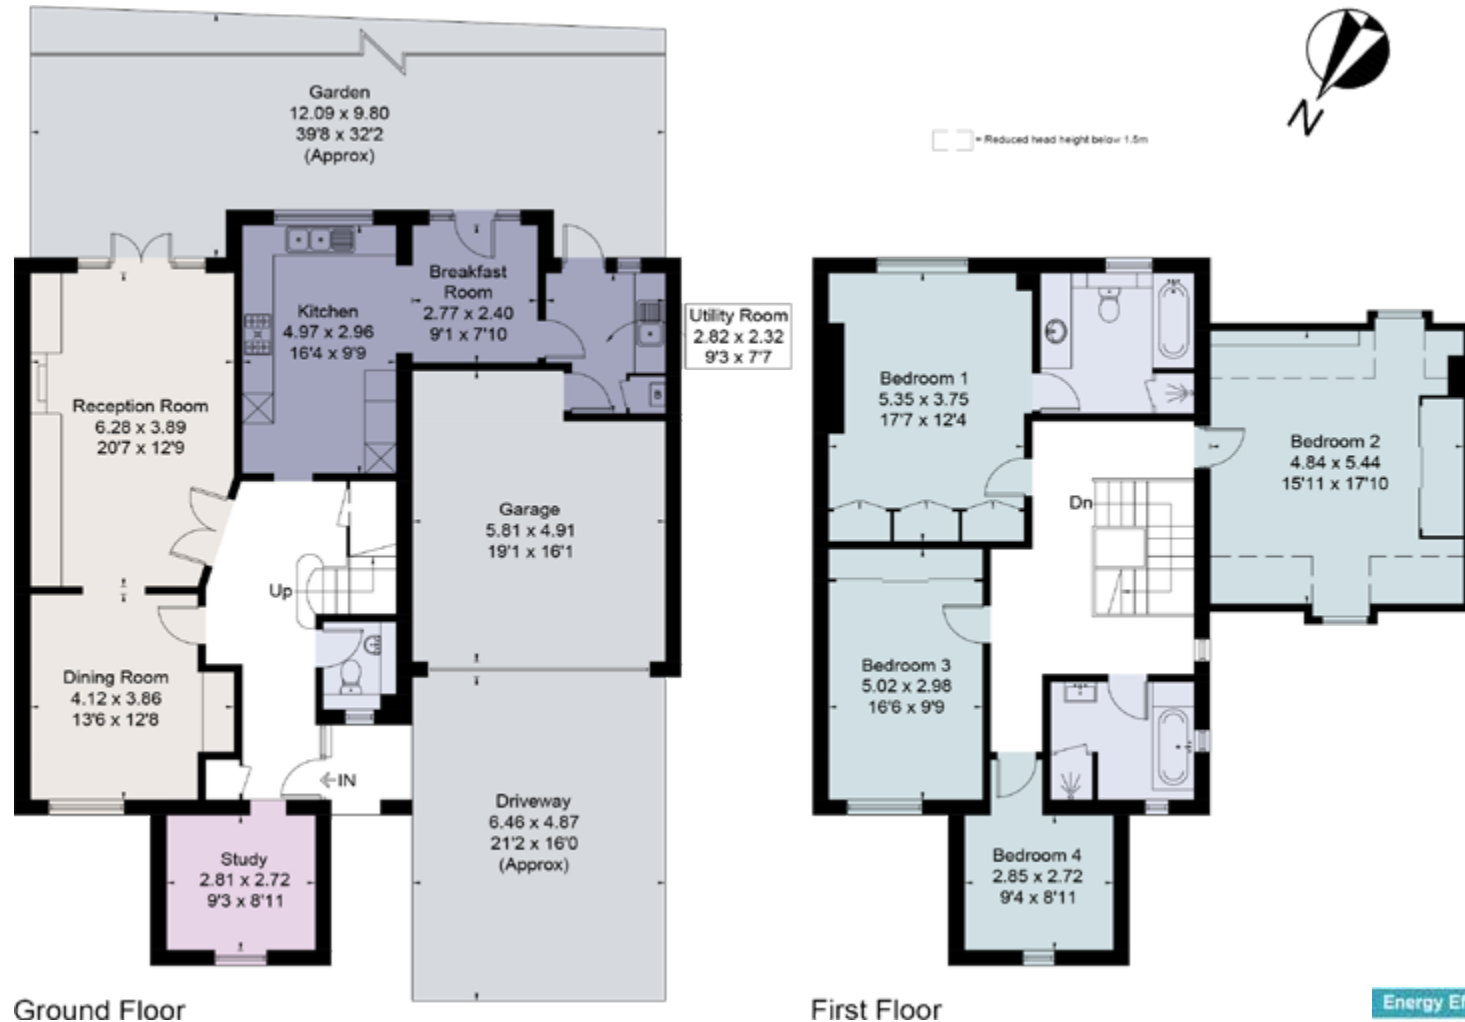 Garden
12.09 x 9.80
39'8 x 32'2
(Approx)
N
= Reduced head height below 1.5m
Breakfast
Room
2.77 x 2.40
9'1 x 7'10
Kitchen
4.97 x 2.96
16'4 x 9'9
Utility Room
2.82 x 2.32
9'3 x 7'7
B
Reception Room
6.28 x 3.89
20'7 x 12'9
Garage
5.81 x 4.91
19'1 x 16'1
Up
Dining Room
4.12 x 3.86
13'6 x 12'8
IN
Driveway
6.46 x 4.87
21'2 x 16'0
(Approx)
Study
2.81 x 2.72
9'3 x 8'11
Ground Floor
Bedroom 1
5.35 x 3.75
17'7 x 12'4
Bedroom 2
4.84 x 5.44
15'11 x 17'10
Dn
Bedroom 3
5.02 x 2.98
16'6 x 9'9
Bedroom 4
2.85 x 2.72
9'4 x 8'11
First Floor
Energy Ef